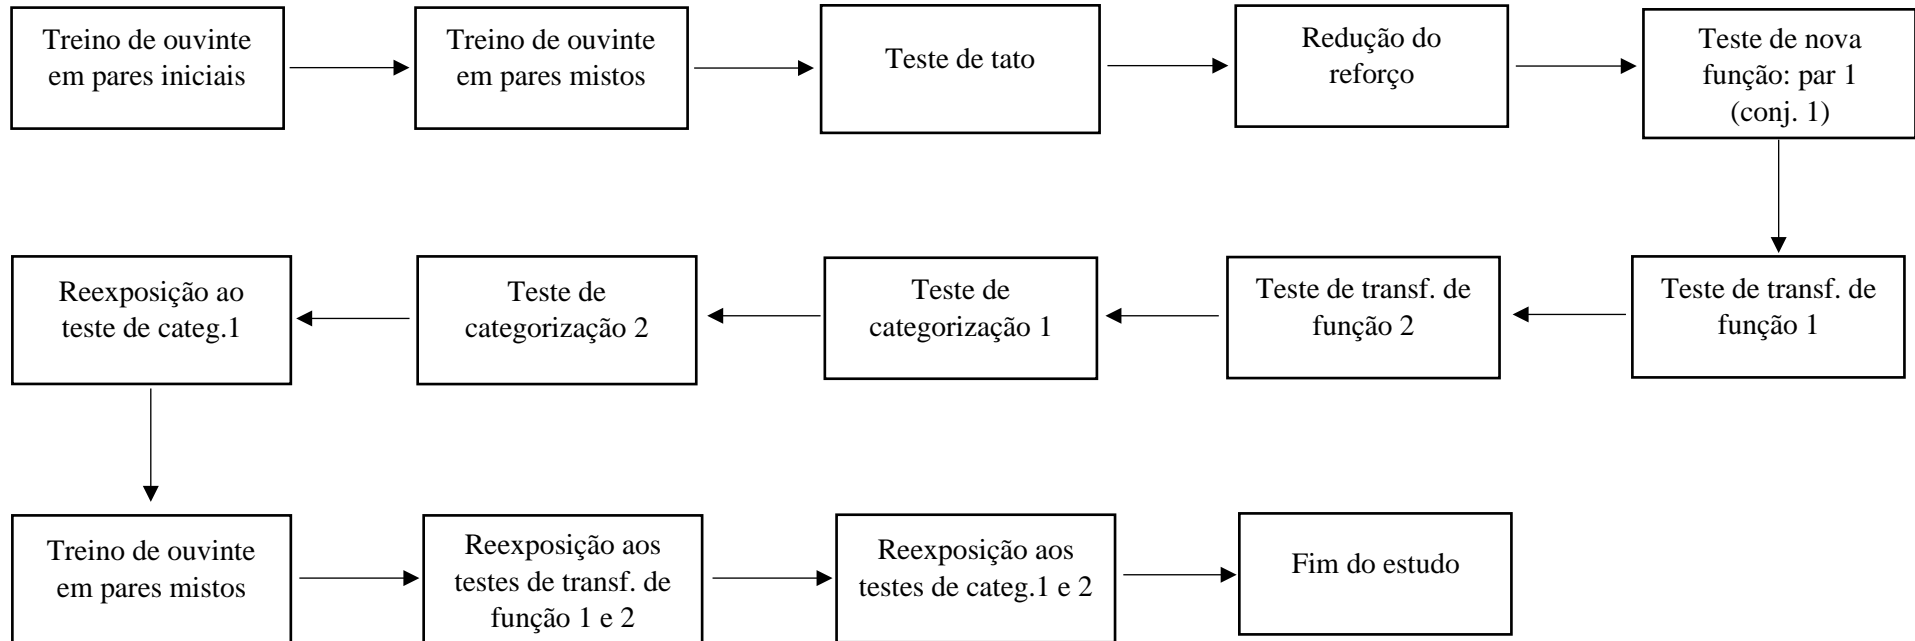 Treino de ouvinte
em pares iniciais
Treino de ouvinte
em pares mistos
Teste de tato
Redução do
reforço
Teste de nova
função: par 1
(conj. 1)
Teste de transf. de
função 1
Teste de transf. de
função 2
Teste de
categorização 1
Teste de
categorização 2
Reexposição ao
teste de categ.1
Treino de ouvinte
em pares mistos
Reexposição aos
testes de transf. de
função 1 e 2
Reexposição aos
testes de categ.1 e 2
Fim do estudo